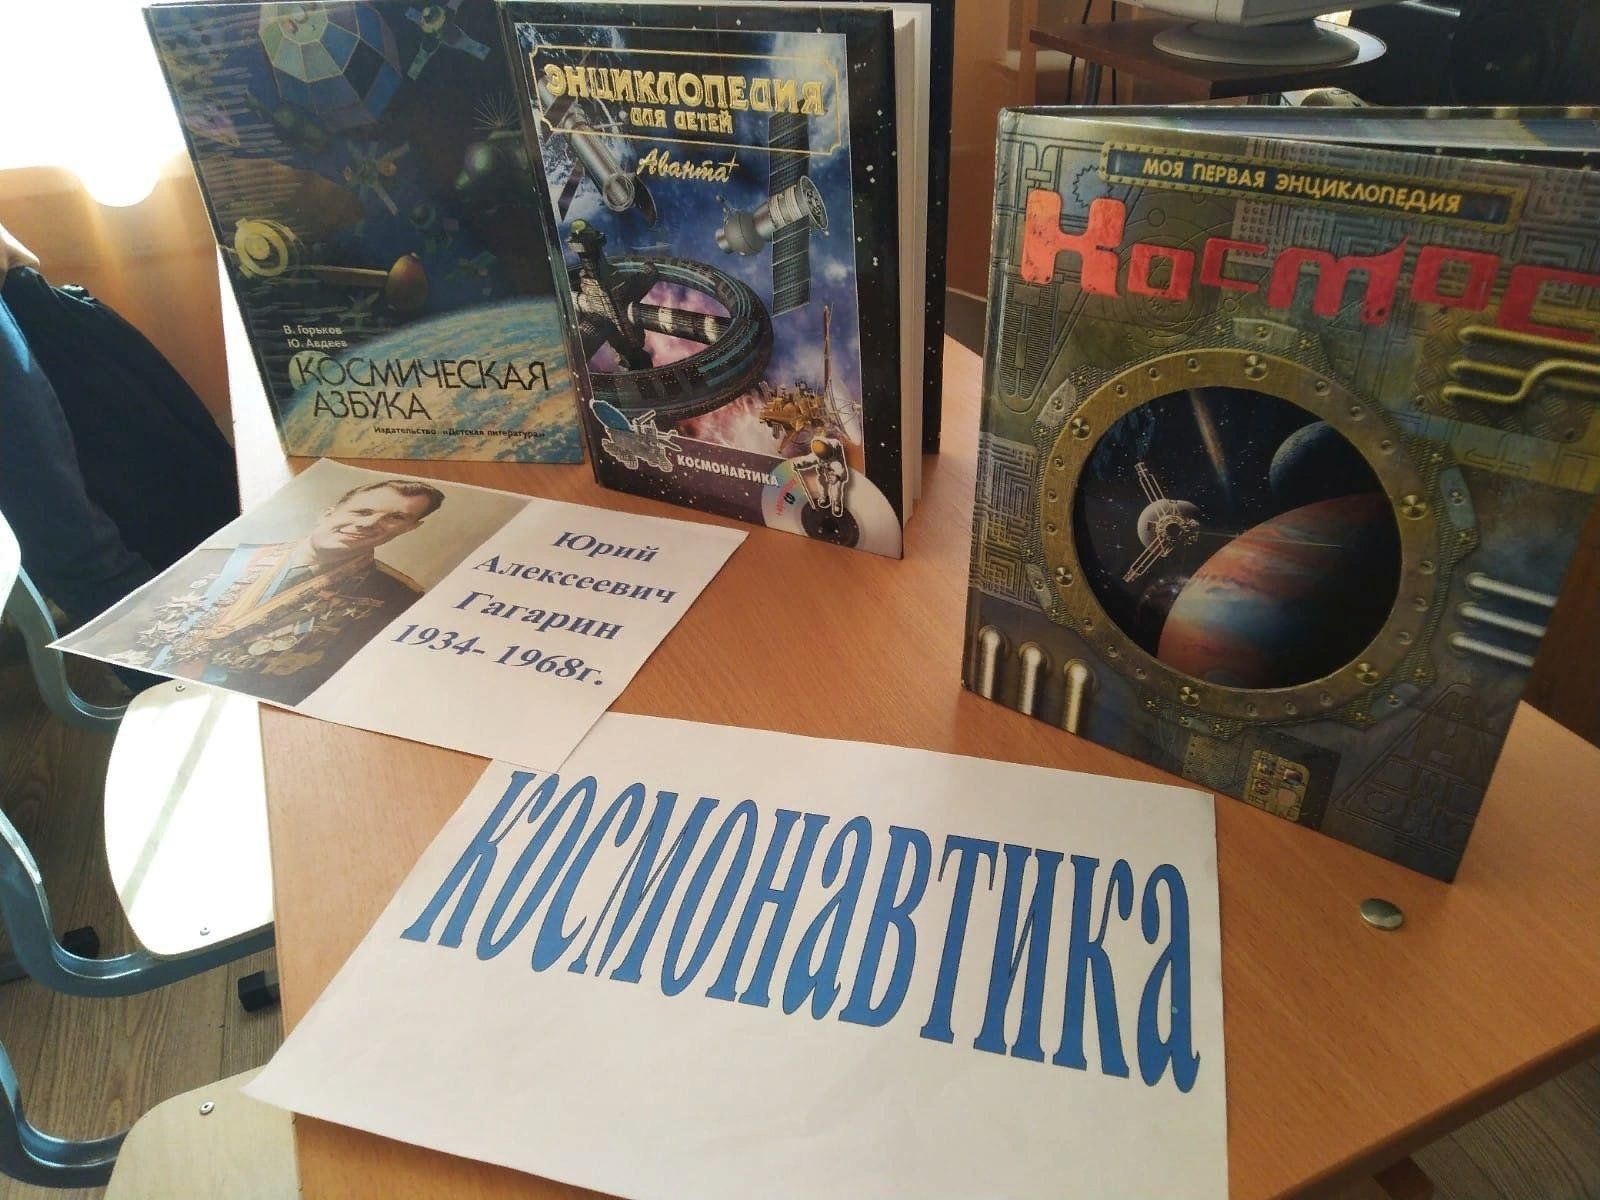 В. Горьков
Ю. Авдеев
КОСМИЧЕСКАЯ
АЗБУКА
Издательство «Детская литература»
ЭНЦИКЛОПЕДИЯ
ДЛЯ ДЕТЕЙ
Аванта+
КОСМОНАВТИКА
МОЯ ПЕРВАЯ ЭНЦИКЛОПЕДИЯ
Космос
Юрий
Алексеевич
Гагарин
1934- 1968г.
космонавтика